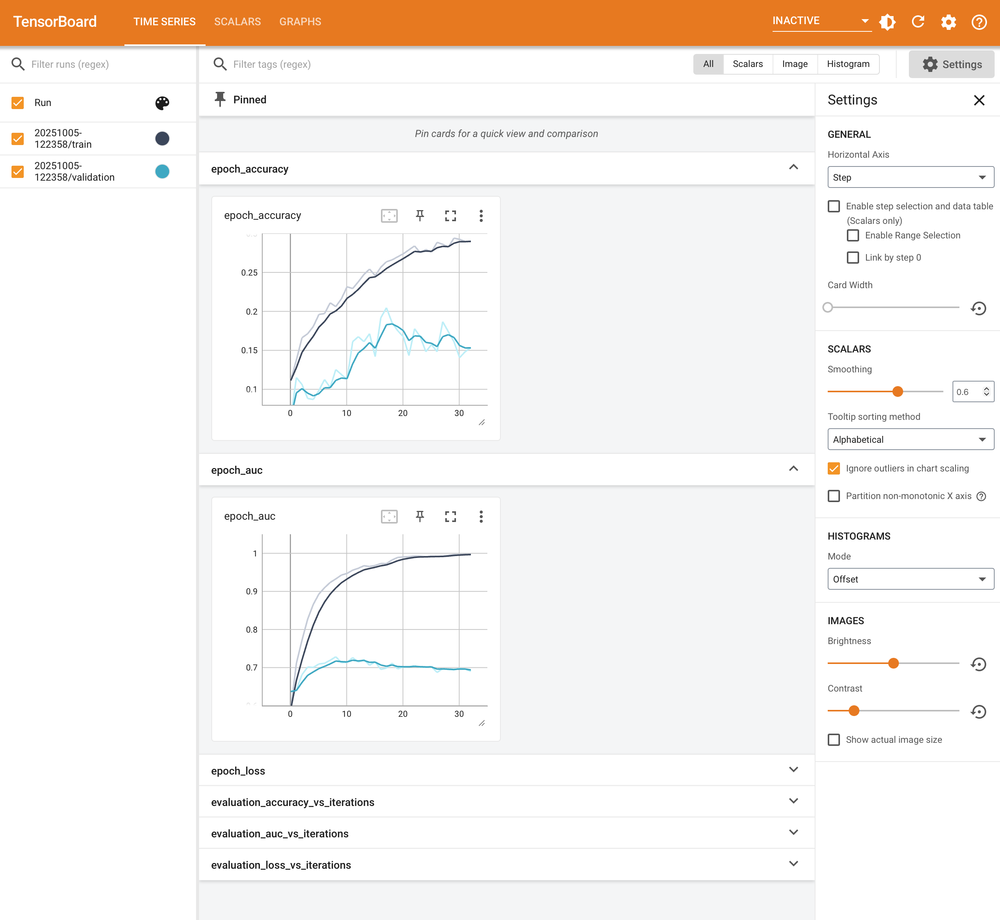 TensorBoard
TIME SERIES
SCALARS
GRAPHS
INACTIVE
Filter runs (regex)
Filter tags (regex)
All
Scalars
Image
Histogram
Settings
Run
20251005-
122358/train
20251005-
122358/validation
Pinned
Pin cards for a quick view and comparison
epoch_accuracy
epoch_accuracy
0.25
0.2
0.15
0.1
0
10
20
30
epoch_auc
epoch_auc
1
0.9
0.8
0.7
0
10
20
30
epoch_loss
evaluation_accuracy_vs_iterations
evaluation_auc_vs_iterations
evaluation_loss_vs_iterations
Settings
GENERAL
Horizontal Axis
Step
Enable step selection and data table
(Scalars only)
Enable Range Selection
Link by step 0
Card Width
SCALARS
Smoothing
0.6
Tooltip sorting method
Alphabetical
Ignore outliers in chart scaling
Partition non-monotonic X axis
HISTOGRAMS
Mode
Offset
IMAGES
Brightness
Contrast
Show actual image size